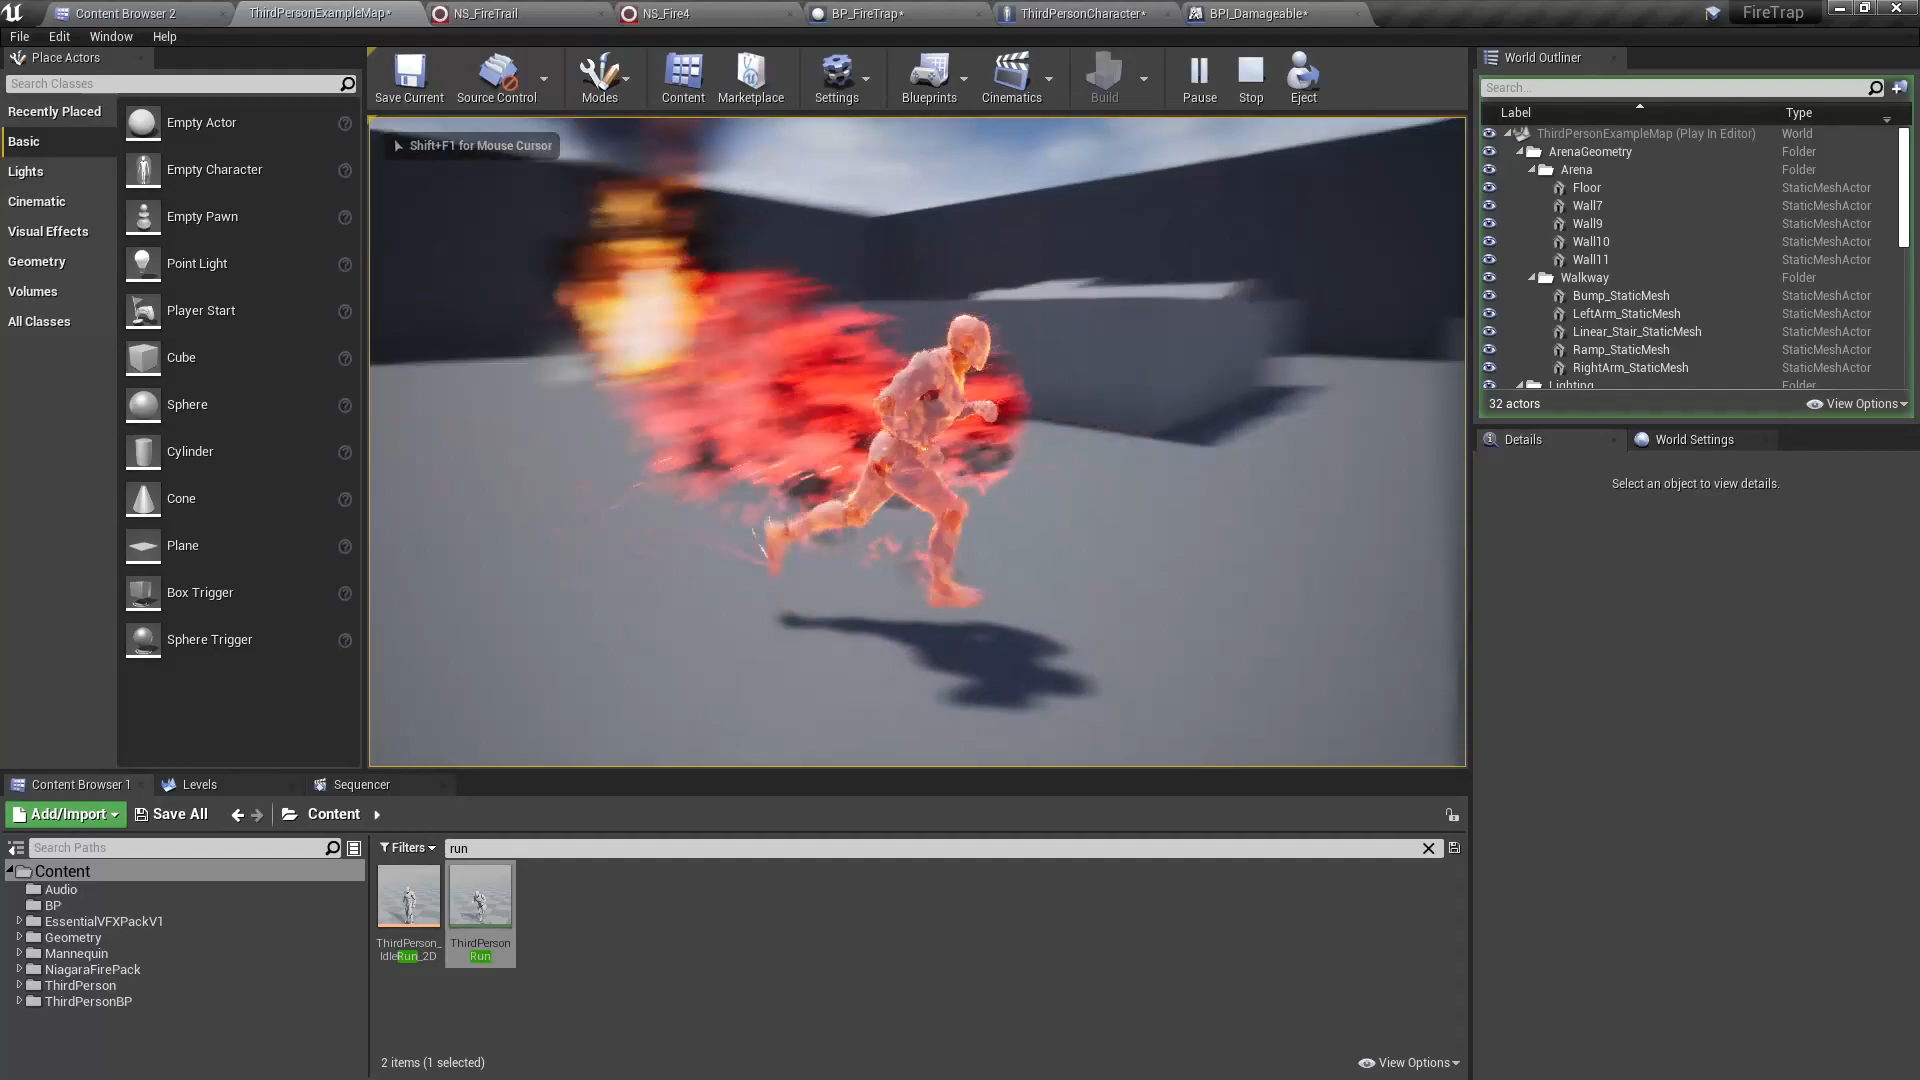 Content Browser 2
ThirdPersonExampleMap*
NS_FireTrail
NS_Fire4
BP_FireTrap*
ThirdPersonCharacter*
BPI_Damageable*
FireTrap
File Edit Window Help
Place Actors
Search Classes
Recently Placed
Basic
Lights
Cinematic
Visual Effects
Geometry
Volumes
All Classes
Empty Actor
Empty Character
Empty Pawn
Point Light
Player Start
Cube
Sphere
Cylinder
Cone
Plane
Box Trigger
Sphere Trigger
Save Current
Source Control
Modes
Content
Marketplace
Settings
Blueprints
Cinematics
Build
Pause
Stop
Eject
Shift+F1 for Mouse Cursor
World Outliner
Search...
Label Type
ThirdPersonExampleMap (Play In Editor) World
ArenaGeometry Folder
Arena Folder
Floor StaticMeshActor
Wall7 StaticMeshActor
Wall9 StaticMeshActor
Wall10 StaticMeshActor
Wall11 StaticMeshActor
Walkway Folder
Bump_StaticMesh StaticMeshActor
LeftArm_StaticMesh StaticMeshActor
Linear_Stair_StaticMesh StaticMeshActor
Ramp_StaticMesh StaticMeshActor
RightArm_StaticMesh StaticMeshActor
Lighting Folder
32 actors View Options
Details World Settings
Select an object to view details.
Content Browser 1 Levels Sequencer
Add/Import Save All Content
Search Paths
Content
Audio
BP
EssentialVFXPackV1
Geometry
Mannequin
NiagaraFirePack
ThirdPerson
ThirdPersonBP
Filters run
ThirdPerson_
IdleRun_2D
ThirdPerson
Run
2 items (1 selected) View Options